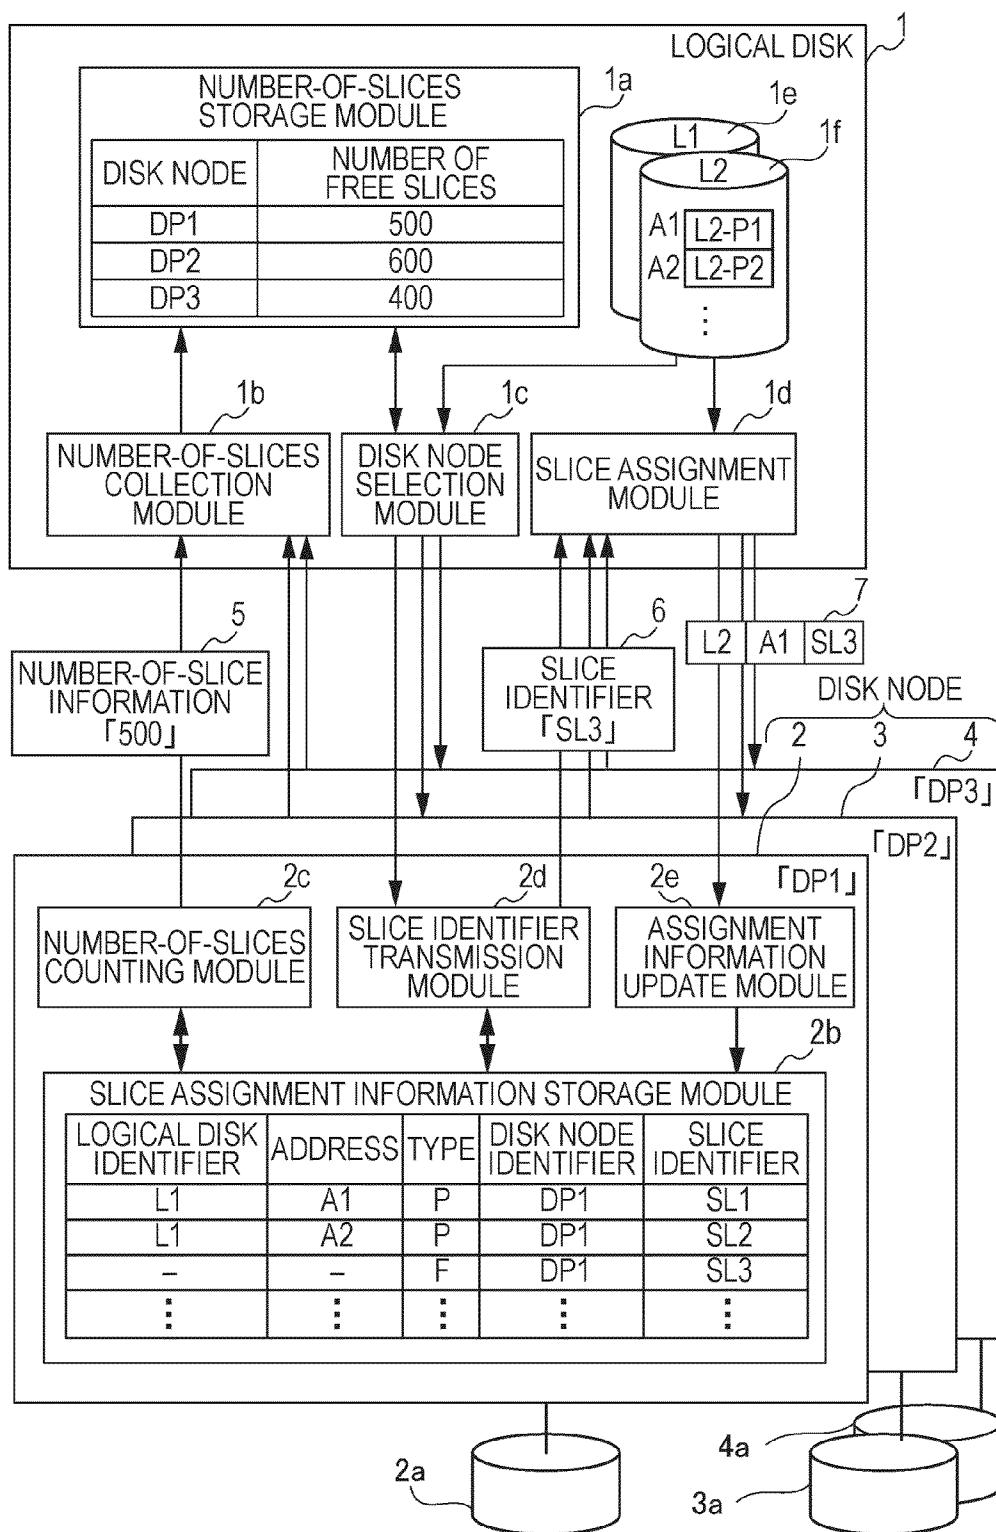 1
LOGICAL DISK
NUMBER-OF-SLICES
STORAGE MODULE
1a
DISK NODE
NUMBER OF
FREE SLICES
DP1 500
DP2 600
DP3 400
1e
L1
1f
L2
A1 L2-P1
A2 L2-P2
⋮
1b
1c
1d
NUMBER-OF-SLICES
COLLECTION
MODULE
DISK NODE
SELECTION
MODULE
SLICE ASSIGNMENT
MODULE
5
NUMBER-OF-SLICE
INFORMATION
「500」
6
SLICE
IDENTIFIER
「SL3」
7
L2 A1 SL3
DISK NODE
2 3 4
「DP3」
「DP2」
「DP1」
2c
2d
2e
NUMBER-OF-SLICES
COUNTING MODULE
SLICE IDENTIFIER
TRANSMISSION
MODULE
ASSIGNMENT
INFORMATION
UPDATE MODULE
2b
SLICE ASSIGNMENT INFORMATION STORAGE MODULE
LOGICAL DISK
IDENTIFIER
ADDRESS
TYPE
DISK NODE
IDENTIFIER
SLICE
IDENTIFIER
L1 A1 P DP1 SL1
L1 A2 P DP1 SL2
– – F DP1 SL3
⋮ ⋮ ⋮ ⋮ ⋮
2a
4a
3a